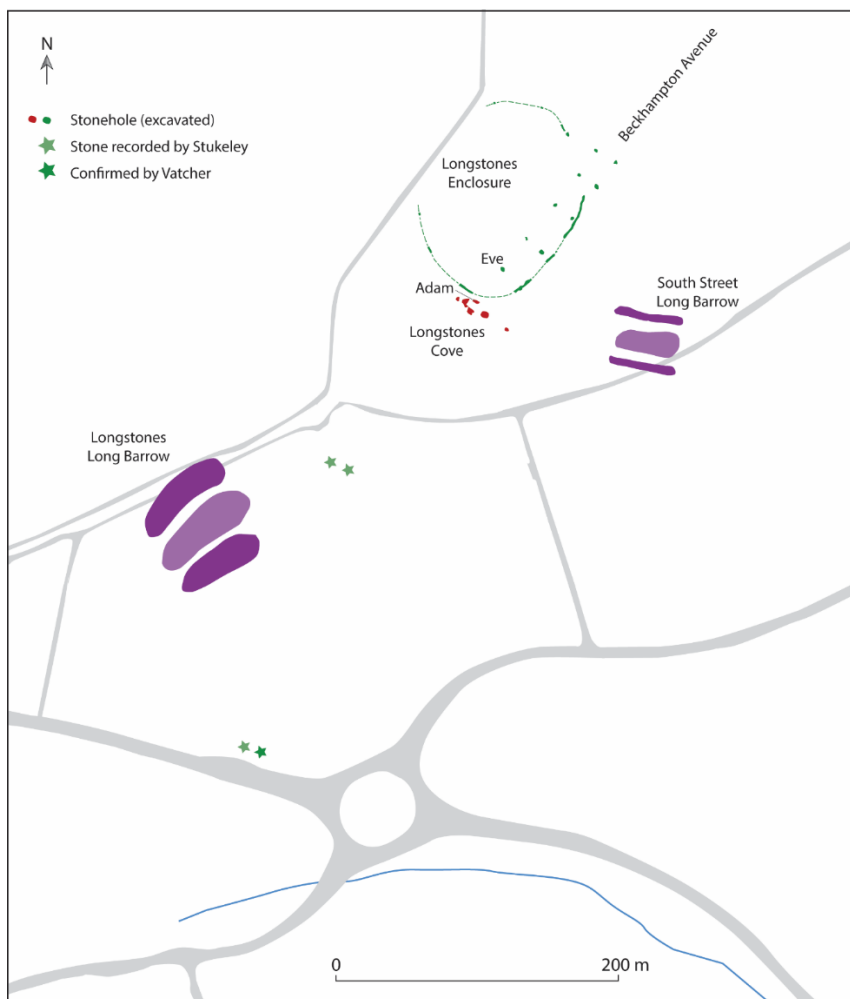 N
Stonehole (excavated)
Stone recorded by Stukeley
Confirmed by Vatcher
Beckhampton Avenue
Longstones
Enclosure
Eve
Adam
Longstones
Cove
South Street
Long Barrow
Longstones
Long Barrow
0
200 m